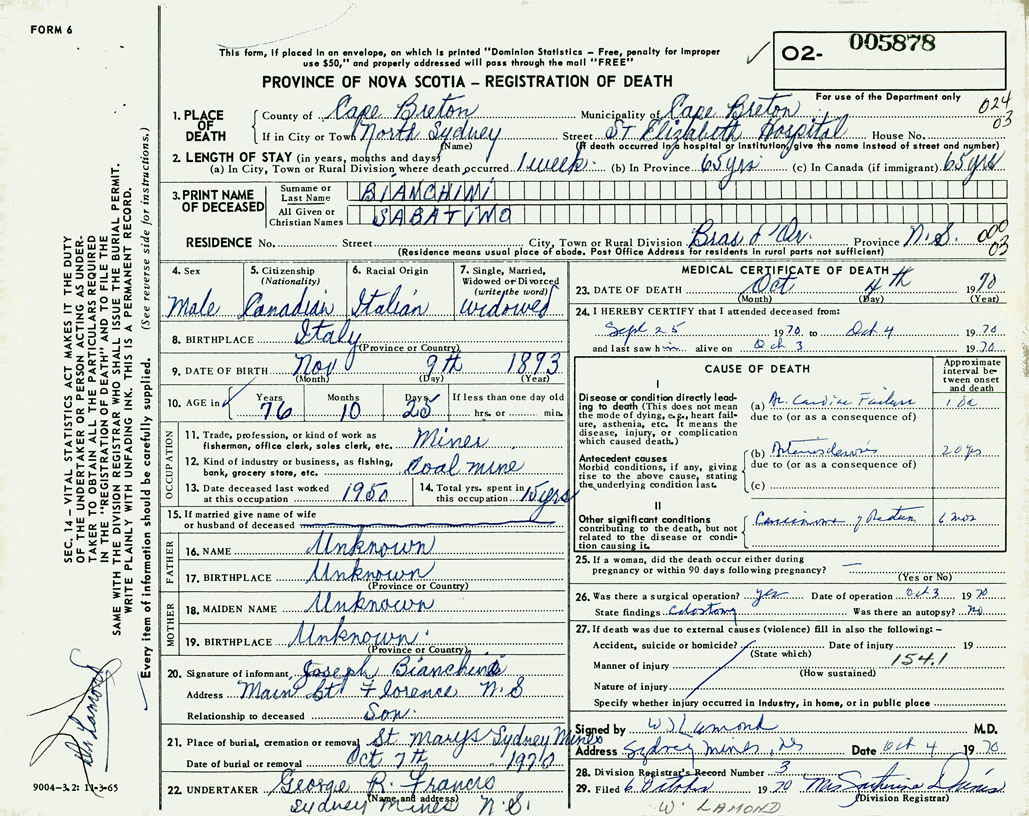 FORM 6
This form, if placed in an envelope, on which is printed "Dominion Statistics – Free, penalty for improper
use $50," and properly addressed will pass through the mail "FREE"
02- 005878
PROVINCE OF NOVA SCOTIA – REGISTRATION OF DEATH
For use of the Department only
024
03
1. PLACE OF DEATH
County of Cape Breton Municipality of Cape Breton
If in City or Town North Sydney Street St Elizabeth Hospital House No.
(Name) (If death occurred in a hospital or institution, give the name instead of street and number)
2. LENGTH OF STAY (in years, months and days)
(a) In City, Town or Rural Division where death occurred 1 week (b) In Province 65 yrs (c) In Canada (if immigrant) 65 yrs
3. PRINT NAME OF DECEASED
Surname or Last Name BIANCHINI
All Given or Christian Names SABATINO
RESIDENCE No. Street City, Town or Rural Division Bras d'Or Province N.S.
000
03
(Residence means usual place of abode. Post Office Address for residents in rural parts not sufficient)
4. Sex Male
5. Citizenship (Nationality) Canadian
6. Racial Origin Italian
7. Single, Married, Widowed or Divorced (write the word) Widowed
8. BIRTHPLACE Italy
(Province or Country)
9. DATE OF BIRTH Nov 9th 1893
(Month) (Day) (Year)
10. AGE in Years 76 Months 10 Days 25 If less than one day old hrs. or min.
OCCUPATION
11. Trade, profession, or kind of work as
fisherman, office clerk, sales clerk, etc. Miner
12. Kind of industry or business, as fishing,
bank, grocery store, etc. Coal mine
13. Date deceased last worked
at this occupation 1950
14. Total yrs. spent in
this occupation 15 yrs
15. If married give name of wife
or husband of deceased
FATHER
16. NAME Unknown
17. BIRTHPLACE Unknown
(Province or Country)
MOTHER
18. MAIDEN NAME Unknown
19. BIRTHPLACE Unknown
(Province or Country)
20. Signature of informant, Joseph Bianchini
Address Main St Florence N.S
Relationship to deceased Son
21. Place of burial, cremation or removal St Marys Sydney Mines
Date of burial or removal Oct 7th 1970
22. UNDERTAKER George R. Francis
(Name and address)
Sydney Mines N.S.
MEDICAL CERTIFICATE OF DEATH
23. DATE OF DEATH Oct 4th 1970
(Month) (Day) (Year)
24. I HEREBY CERTIFY that I attended deceased from:
Sept 25 1970 to Oct 4 1970
and last saw him alive on Oct 3 1970
CAUSE OF DEATH
Approximate interval between onset and death
I
Disease or condition directly leading
to death (This does not mean
the mode of dying, e.g., heart failure,
asthenia, etc. It means the
disease, injury, or complication
which caused death.)
(a) Cardiac Failure
due to (or as a consequence of)
Antecedent causes
Morbid conditions, if any, giving
rise to the above cause, stating
the underlying condition last.
(b) 20 yrs
due to (or as a consequence of)
(c)
II
Other significant conditions
contributing to the death, but not
related to the disease or condition
causing it.
Carcinoma of Rectum 6 mos
25. If a woman, did the death occur either during
pregnancy or within 90 days following pregnancy? —
(Yes or No)
26. Was there a surgical operation? yes Date of operation Oct 3 1970
State findings Colostomy Was there an autopsy? no
27. If death was due to external causes (violence) fill in also the following: –
Accident, suicide or homicide? Date of injury 19
(State which)
Manner of injury 154.1
(How sustained)
Nature of injury
Specify whether injury occurred in Industry, in home, or in public place
Signed by W. Lamond M.D.
Address Sydney Mines, NS Date Oct 4 1970
28. Division Registrar's Record Number 3
29. Filed 6 October 1970 Mrs
(Division Registrar)
W. LAMOND
SEC. 14 – VITAL STATISTICS ACT MAKES IT THE DUTY
OF THE UNDERTAKER OR PERSON ACTING AS UNDERTAKER
TO OBTAIN ALL THE PARTICULARS REQUIRED
IN THE "REGISTRATION OF DEATH" AND TO FILE THE
SAME WITH THE DIVISION REGISTRAR WHO SHALL ISSUE THE BURIAL PERMIT.
WRITE PLAINLY WITH UNFADING INK. THIS IS A PERMANENT RECORD.
Every item of information should be carefully supplied. (See reverse side for instructions.)
Dr Lamond
9004-3.2: 11-3-65